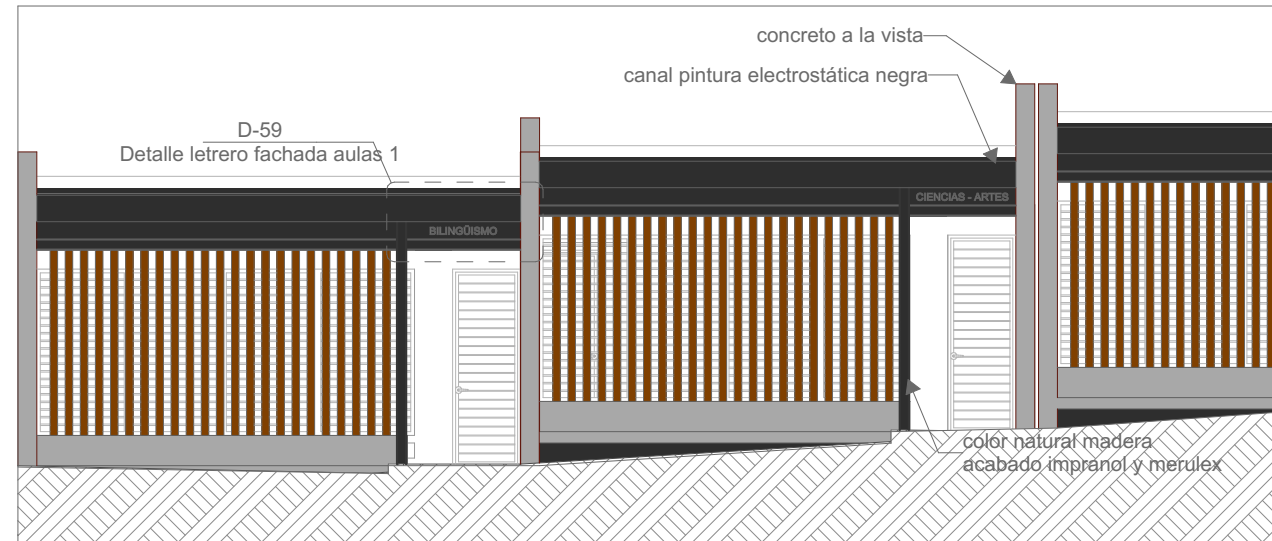 concreto a la vista
canal pintura electrostática negra
D-59
Detalle letrero fachada aulas 1
CIENCIAS - ARTES
BILINGÜISMO
color natural madera
acabado impranol y merulex